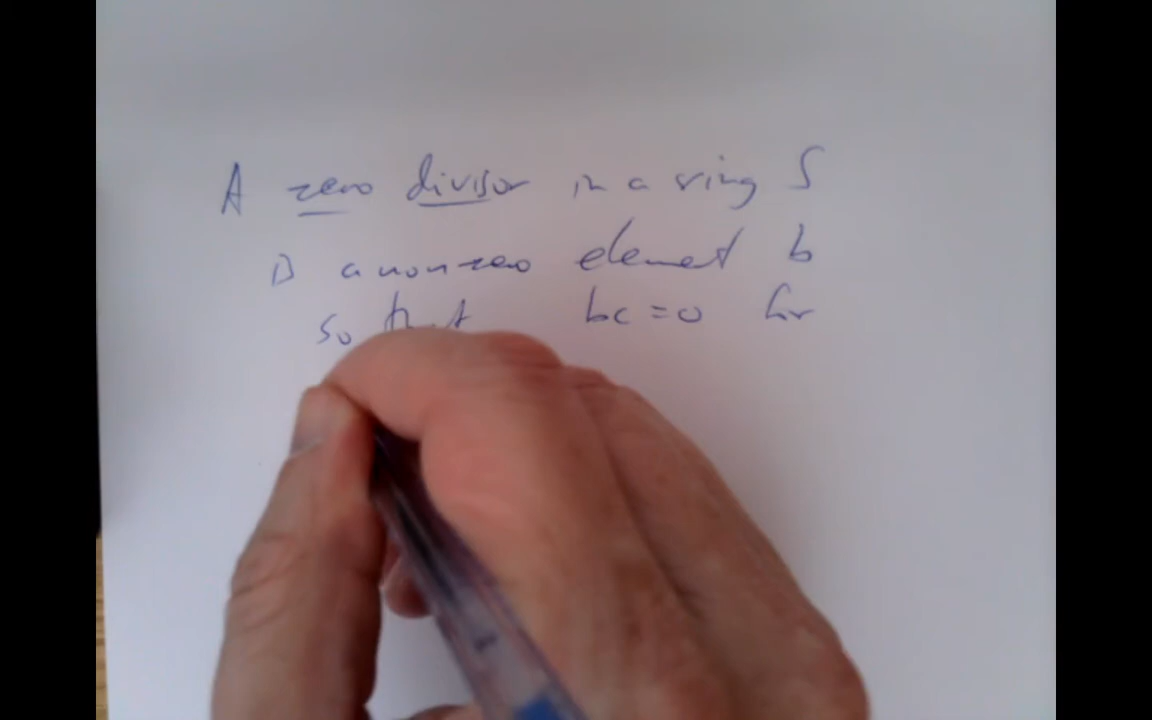 A zero divisor in a ring S
is a nonzero element b
so that bc = 0 for